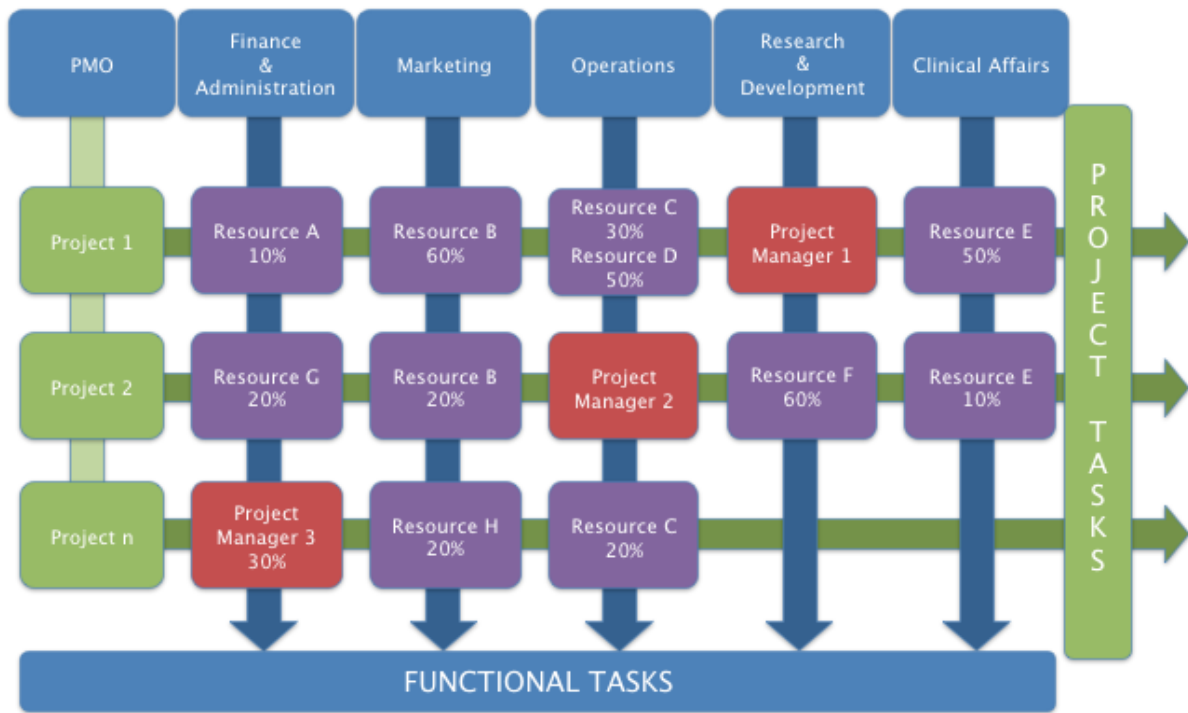 PMO
Finance
&
Administration
Marketing
Operations
Research
&
Development
Clinical Affairs
Project 1
Resource A
10%
Resource B
60%
Resource C
30%
Resource D
50%
Project
Manager 1
Resource E
50%
Project 2
Resource G
20%
Resource B
20%
Project
Manager 2
Resource F
60%
Resource E
10%
Project n
Project
Manager 3
30%
Resource H
20%
Resource C
20%
PROJECT TASKS
FUNCTIONAL TASKS